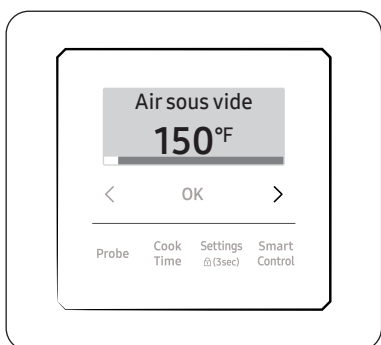 Air sous vide
150°F
< OK >
Probe Cook Time Settings (3sec) Smart Control